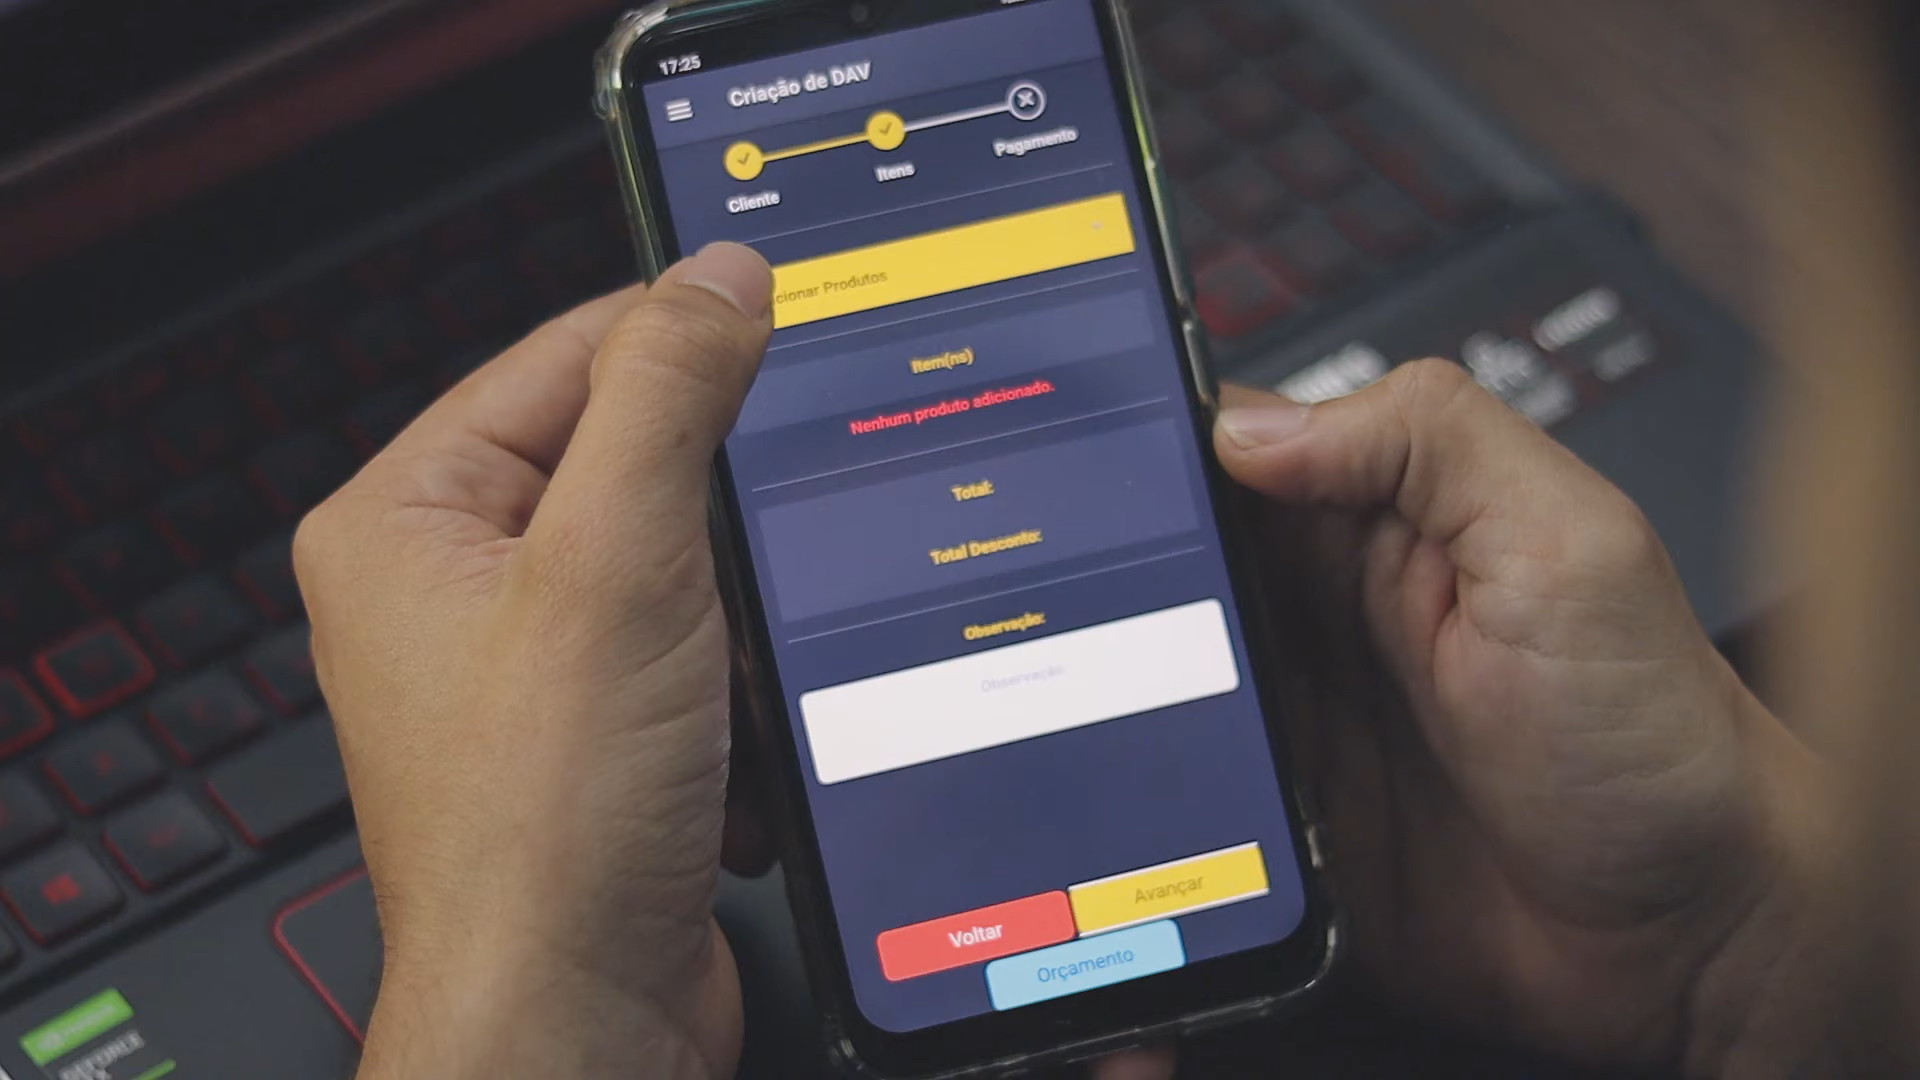 17:25
Criação de DAV
Cliente
Itens
Pagamento
cionar Produtos
Item(ns)
Nenhum produto adicionado.
Total:
Total Desconto:
Observação:
Observação
Avançar
Voltar
Orçamento